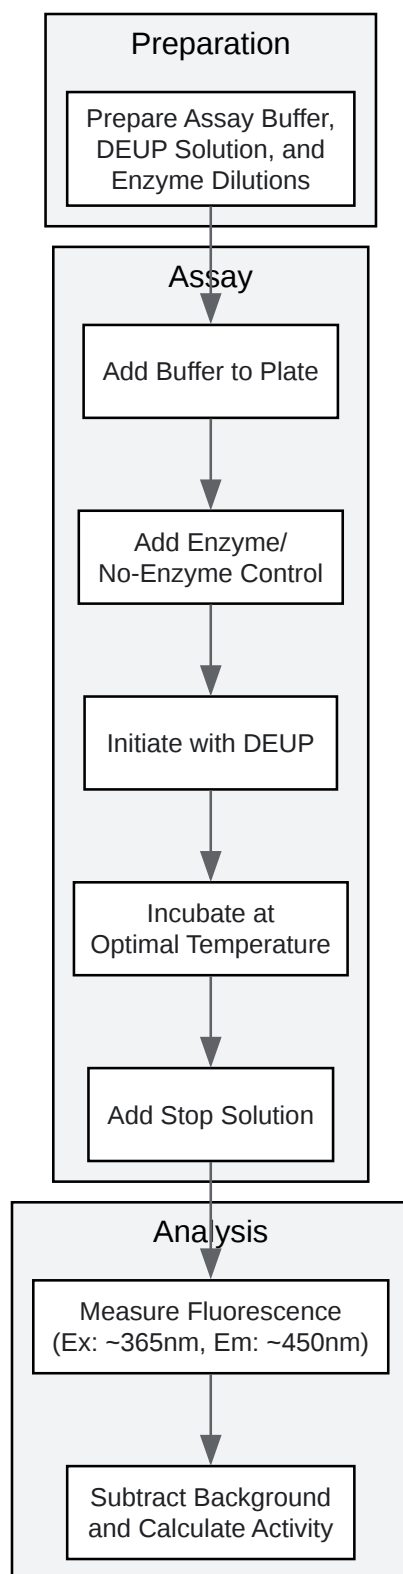 Preparation
Prepare Assay Buffer,
DEUP Solution, and
Enzyme Dilutions
Assay
Add Buffer to Plate
Add Enzyme/
No-Enzyme Control
Initiate with DEUP
Incubate at
Optimal Temperature
Add Stop Solution
Analysis
Measure Fluorescence
(Ex: ~365nm, Em: ~450nm)
Subtract Background
and Calculate Activity